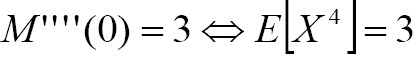 M''''(0) = 3 ⇔ E[X⁴] = 3